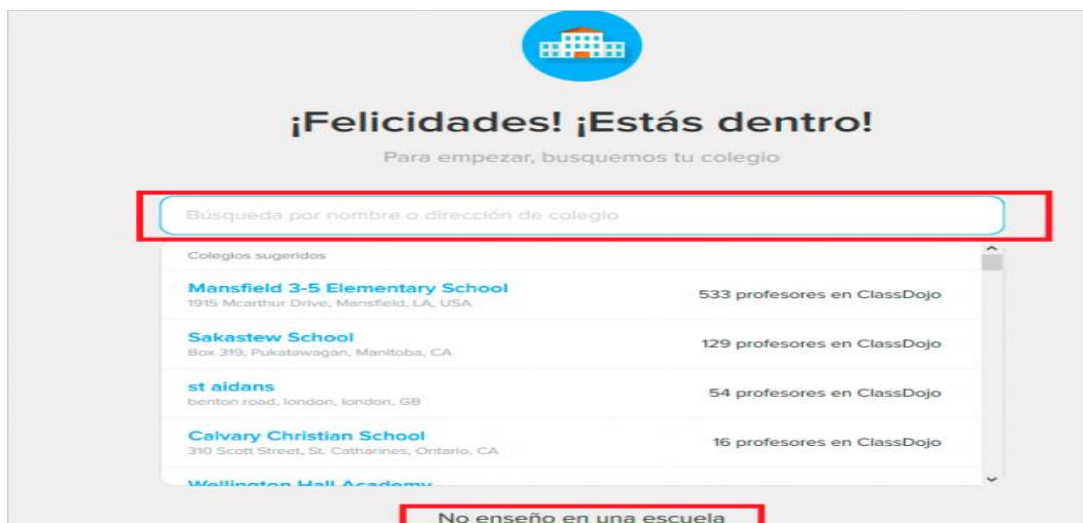 ¡Felicidades! ¡Estás dentro!
Para empezar, busquemos tu colegio
Búsqueda por nombre o dirección de colegio
Colegios sugeridos
Mansfield 3-5 Elementary School
533 profesores en ClassDojo
1915 Mcarthur Drive, Mansfield, LA, USA
Sakastew School
129 profesores en ClassDojo
Box 319, Pukatawagan, Manitoba, CA
st aidans
54 profesores en ClassDojo
benton road, london, london, GB
Calvary Christian School
16 profesores en ClassDojo
310 Scott Street, St. Catharines, Ontario, CA
Wellington Hall Academy
No enseño en una escuela